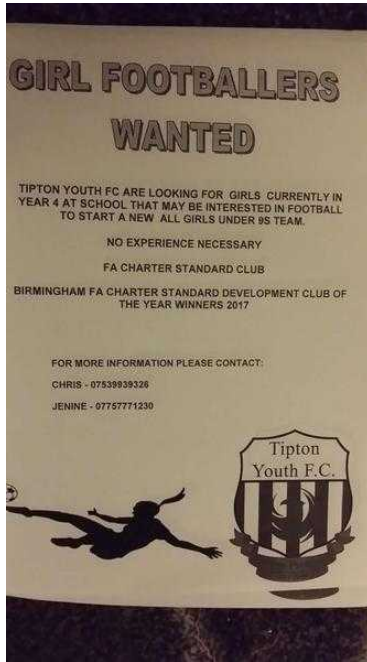 GIRL FOOTBALLERS
WANTED
TIPTON YOUTH FC ARE LOOKING FOR GIRLS CURRENTLY IN
YEAR 4 AT SCHOOL THAT MAY BE INTERESTED IN FOOTBALL
TO START A NEW ALL GIRLS UNDER 9S TEAM.
NO EXPERIENCE NECESSARY
FA CHARTER STANDARD CLUB
BIRMINGHAM FA CHARTER STANDARD DEVELOPMENT CLUB OF
THE YEAR WINNERS 2017
FOR MORE INFORMATION PLEASE CONTACT:
CHRIS - 07539939326
JENINE - 07757771230
Tipton
Youth F.C.